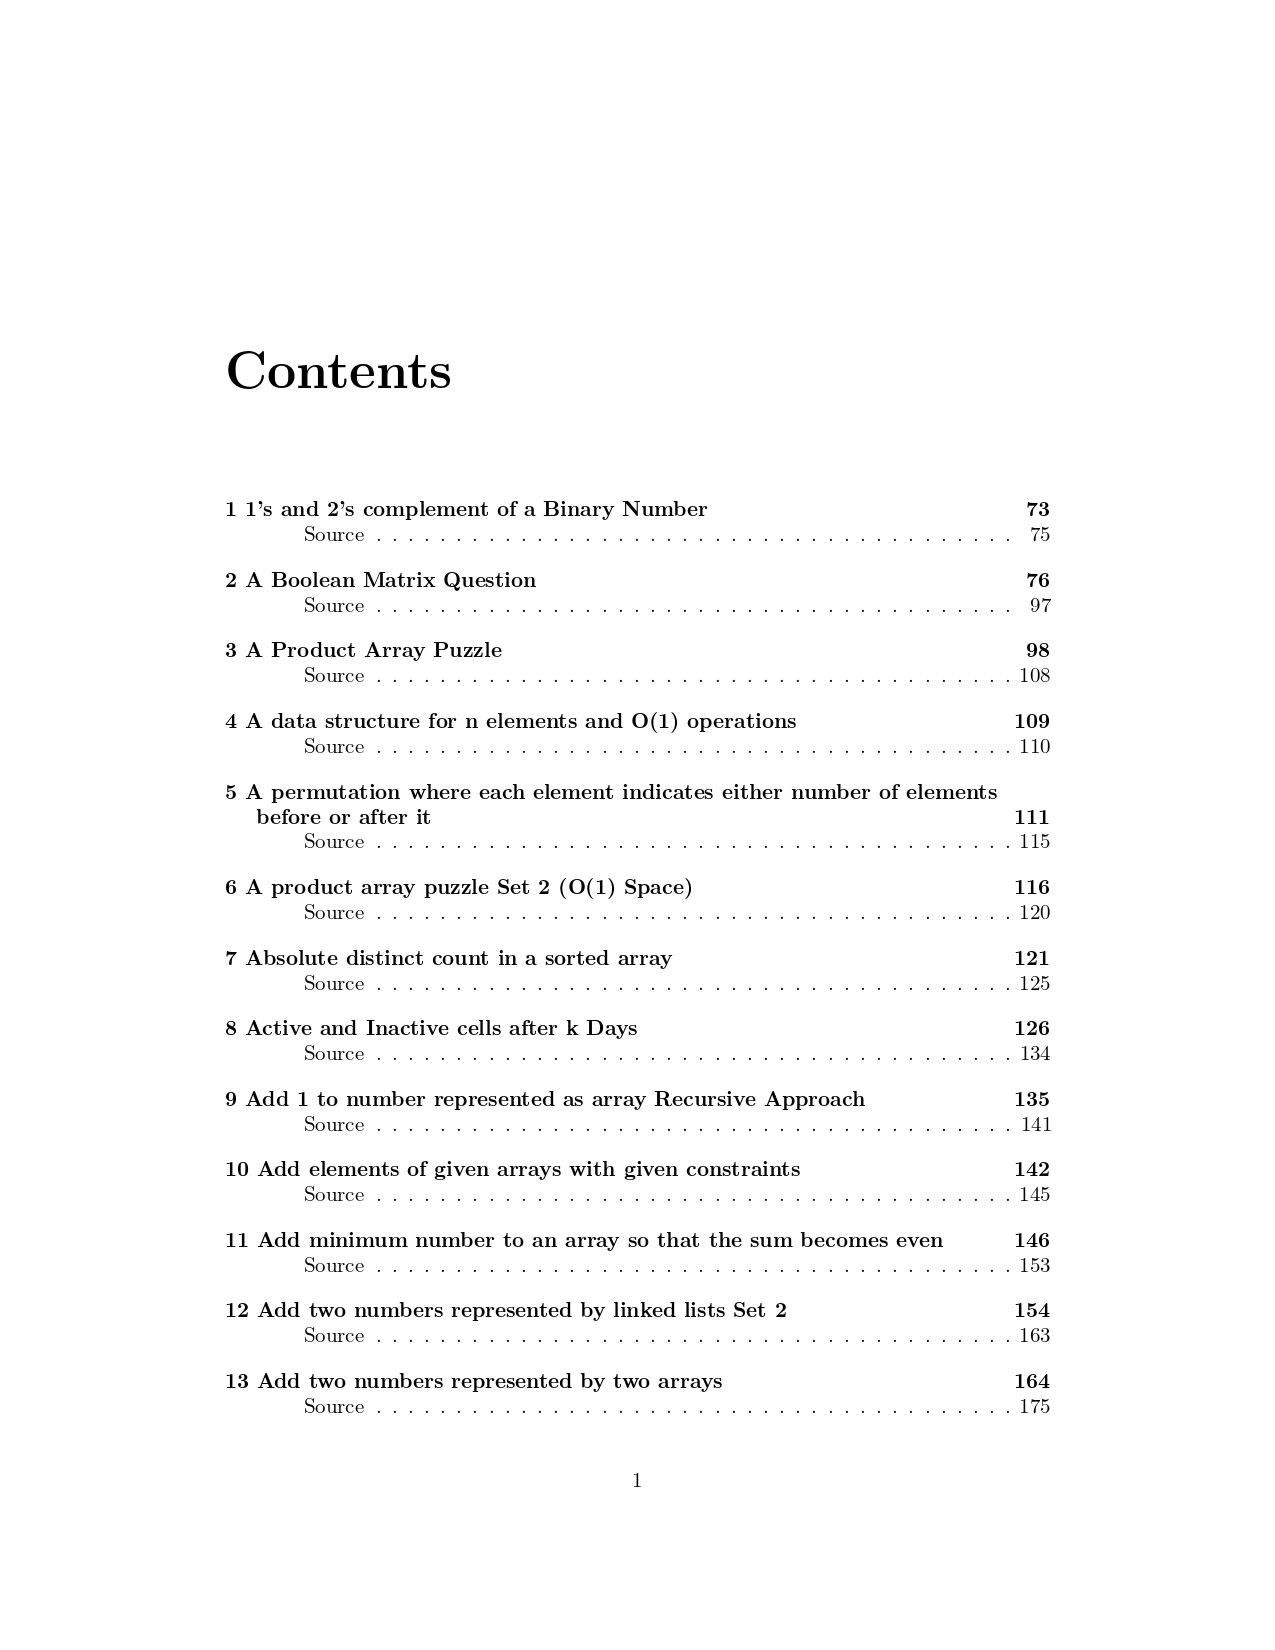 Contents
1 1's and 2's complement of a Binary Number 73
Source . . . . . . . . . . . . . . . . . . . . . . . . . . . . . . . . . . . . . . . . 75
2 A Boolean Matrix Question 76
Source . . . . . . . . . . . . . . . . . . . . . . . . . . . . . . . . . . . . . . . . 97
3 A Product Array Puzzle 98
Source . . . . . . . . . . . . . . . . . . . . . . . . . . . . . . . . . . . . . . . . 108
4 A data structure for n elements and O(1) operations 109
Source . . . . . . . . . . . . . . . . . . . . . . . . . . . . . . . . . . . . . . . . 110
5 A permutation where each element indicates either number of elements
before or after it 111
Source . . . . . . . . . . . . . . . . . . . . . . . . . . . . . . . . . . . . . . . . 115
6 A product array puzzle Set 2 (O(1) Space) 116
Source . . . . . . . . . . . . . . . . . . . . . . . . . . . . . . . . . . . . . . . . 120
7 Absolute distinct count in a sorted array 121
Source . . . . . . . . . . . . . . . . . . . . . . . . . . . . . . . . . . . . . . . . 125
8 Active and Inactive cells after k Days 126
Source . . . . . . . . . . . . . . . . . . . . . . . . . . . . . . . . . . . . . . . . 134
9 Add 1 to number represented as array Recursive Approach 135
Source . . . . . . . . . . . . . . . . . . . . . . . . . . . . . . . . . . . . . . . . 141
10 Add elements of given arrays with given constraints 142
Source . . . . . . . . . . . . . . . . . . . . . . . . . . . . . . . . . . . . . . . . 145
11 Add minimum number to an array so that the sum becomes even 146
Source . . . . . . . . . . . . . . . . . . . . . . . . . . . . . . . . . . . . . . . . 153
12 Add two numbers represented by linked lists Set 2 154
Source . . . . . . . . . . . . . . . . . . . . . . . . . . . . . . . . . . . . . . . . 163
13 Add two numbers represented by two arrays 164
Source . . . . . . . . . . . . . . . . . . . . . . . . . . . . . . . . . . . . . . . . 175
1